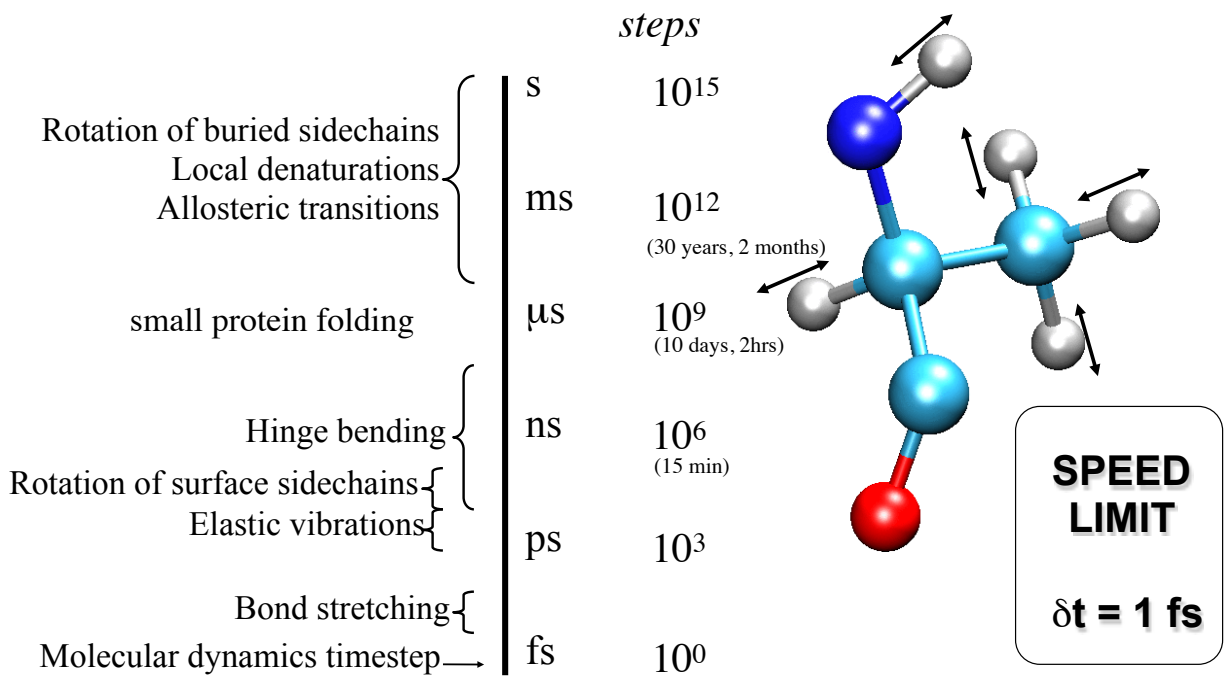 steps
s 10¹⁵
Rotation of buried sidechains
Local denaturations
Allosteric transitions
ms 10¹²
(30 years, 2 months)
small protein folding
μs 10⁹
(10 days, 2hrs)
Hinge bending
ns 10⁶
(15 min)
Rotation of surface sidechains
Elastic vibrations
ps 10³
Bond stretching
Molecular dynamics timestep
fs 10⁰
SPEED
LIMIT
δt = 1 fs